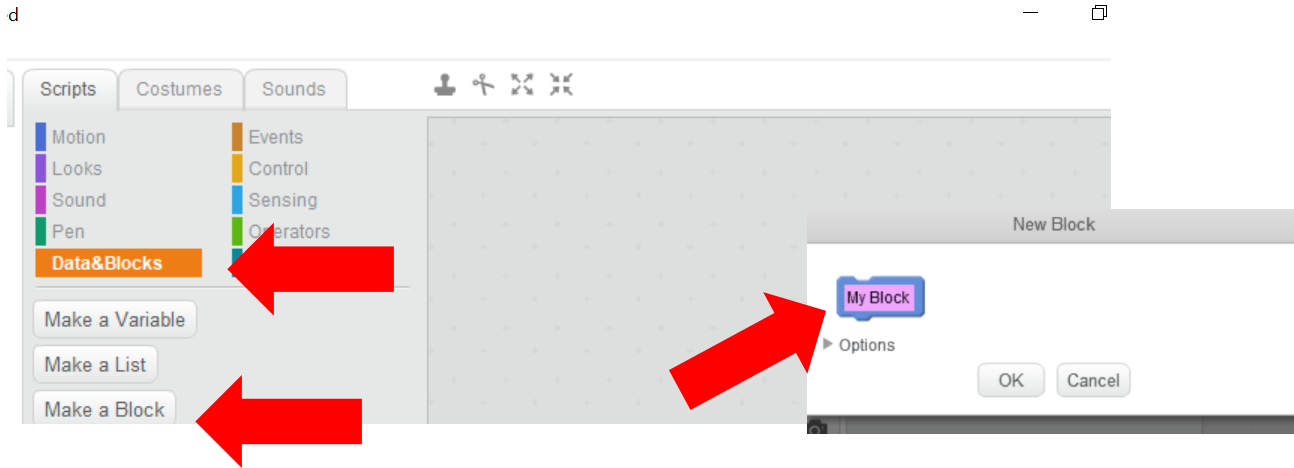 d
Scripts Costumes Sounds
Motion Events
Looks Control
Sound Sensing
Pen Operators
Data&Blocks
Make a Variable
Make a List
Make a Block
New Block
My Block
Options
OK Cancel